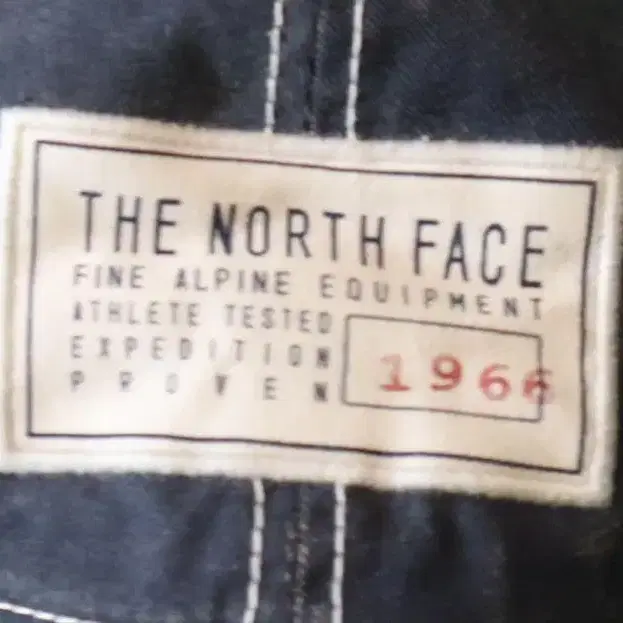 THE NORTH FACE
FINE ALPINE EQUIPMENT
ATHLETE TESTED
EXPEDITION
PROVEN
1966